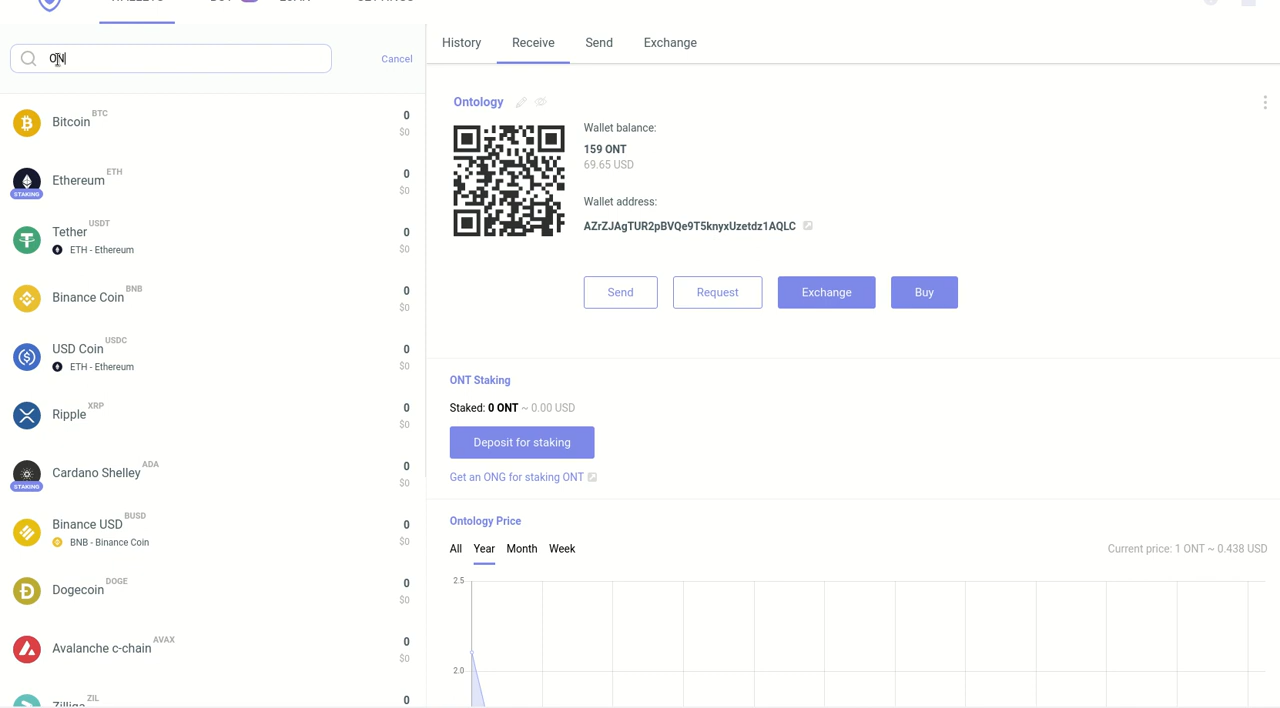 WALLETS BUY LOAN SETTINGS
ON
Cancel
Bitcoin BTC 0
$0
Ethereum ETH 0
STAKING $0
Tether USDT 0
ETH - Ethereum $0
Binance Coin BNB 0
$0
USD Coin USDC 0
ETH - Ethereum $0
Ripple XRP 0
$0
Cardano Shelley ADA 0
STAKING $0
Binance USD BUSD 0
BNB - Binance Coin $0
Dogecoin DOGE 0
$0
Avalanche c-chain AVAX 0
$0
Zilliqa ZIL 0
History Receive Send Exchange
Ontology
Wallet balance:
159 ONT
69.65 USD
Wallet address:
AZrZJAgTUR2pBVQe9T5knyxUzetdz1AQLC
Send Request Exchange Buy
ONT Staking
Staked: 0 ONT ~ 0.00 USD
Deposit for staking
Get an ONG for staking ONT
Ontology Price
All Year Month Week
Current price: 1 ONT ~ 0.438 USD
2.5
2.0